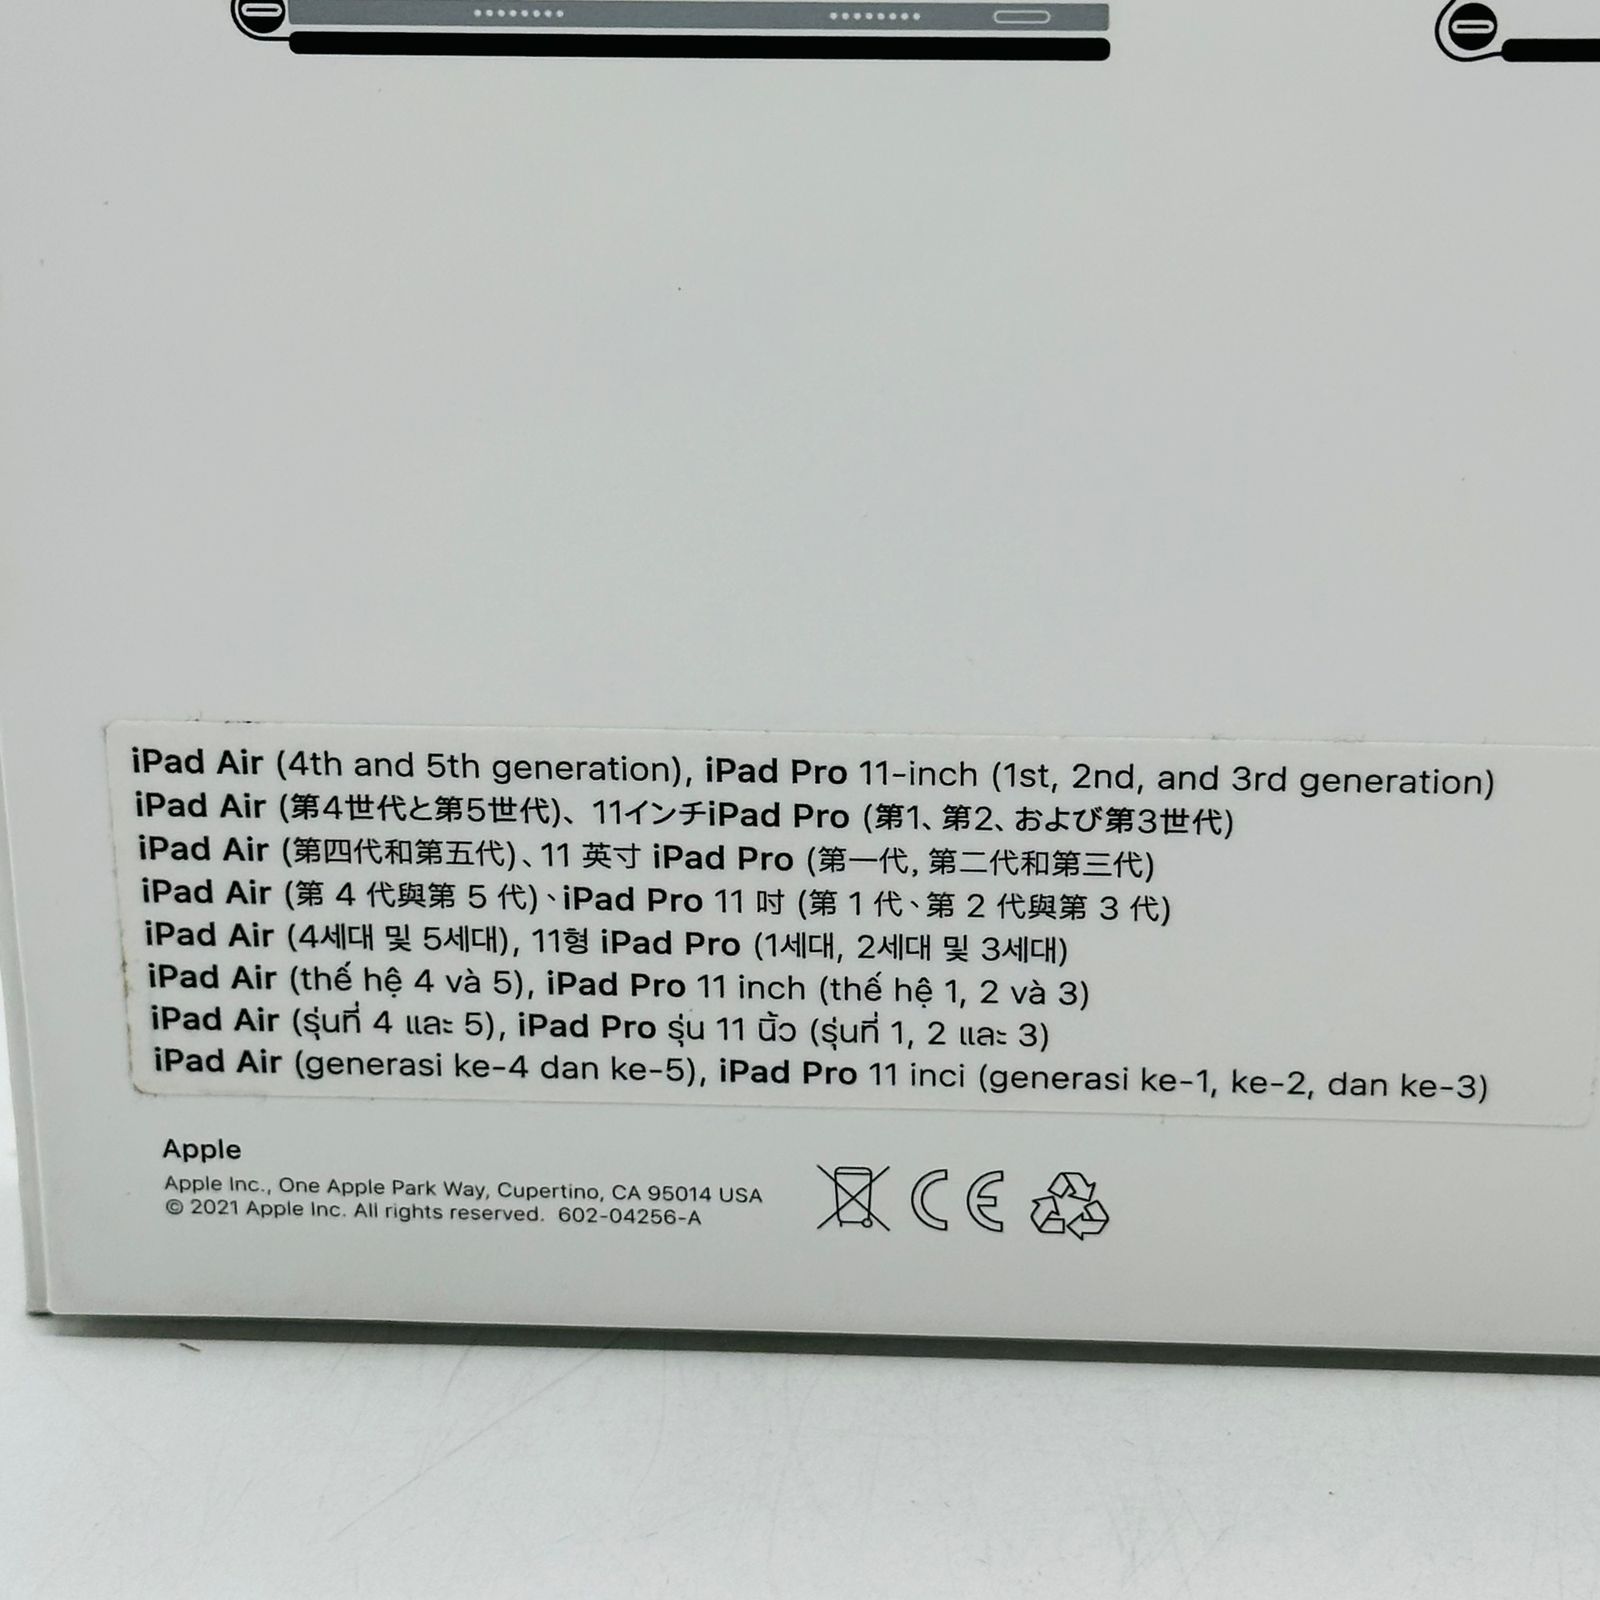 iPad Air (4th and 5th generation), iPad Pro 11-inch (1st, 2nd, and 3rd generation)
iPad Air (第4世代と第5世代)、11インチiPad Pro (第1、第2、および第3世代)
iPad Air (第四代和第五代)、11 英寸 iPad Pro (第一代, 第二代和第三代)
iPad Air (第 4 代與第 5 代)、iPad Pro 11 吋 (第 1 代、第 2 代與第 3 代)
iPad Air (4세대 및 5세대), 11형 iPad Pro (1세대, 2세대 및 3세대)
iPad Air (thế hệ 4 và 5), iPad Pro 11 inch (thế hệ 1, 2 và 3)
iPad Air (รุ่นที่ 4 และ 5), iPad Pro รุ่น 11 นิ้ว (รุ่นที่ 1, 2 และ 3)
iPad Air (generasi ke-4 dan ke-5), iPad Pro 11 inci (generasi ke-1, ke-2, dan ke-3)
Apple
Apple Inc., One Apple Park Way, Cupertino, CA 95014 USA
© 2021 Apple Inc. All rights reserved. 602-04256-A
CE